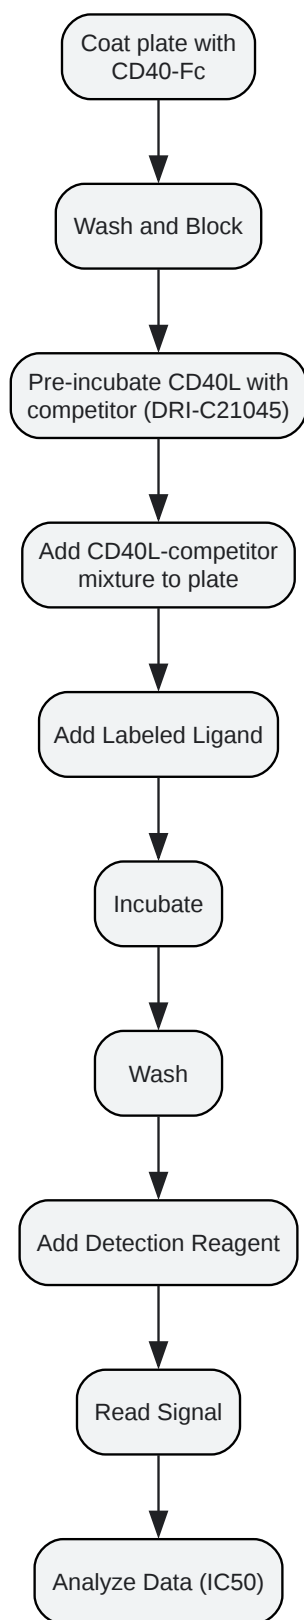 Coat plate with
CD40-Fc
Wash and Block
Pre-incubate CD40L with
competitor (DRI-C21045)
Add CD40L-competitor
mixture to plate
Add Labeled Ligand
Incubate
Wash
Add Detection Reagent
Read Signal
Analyze Data (IC50)